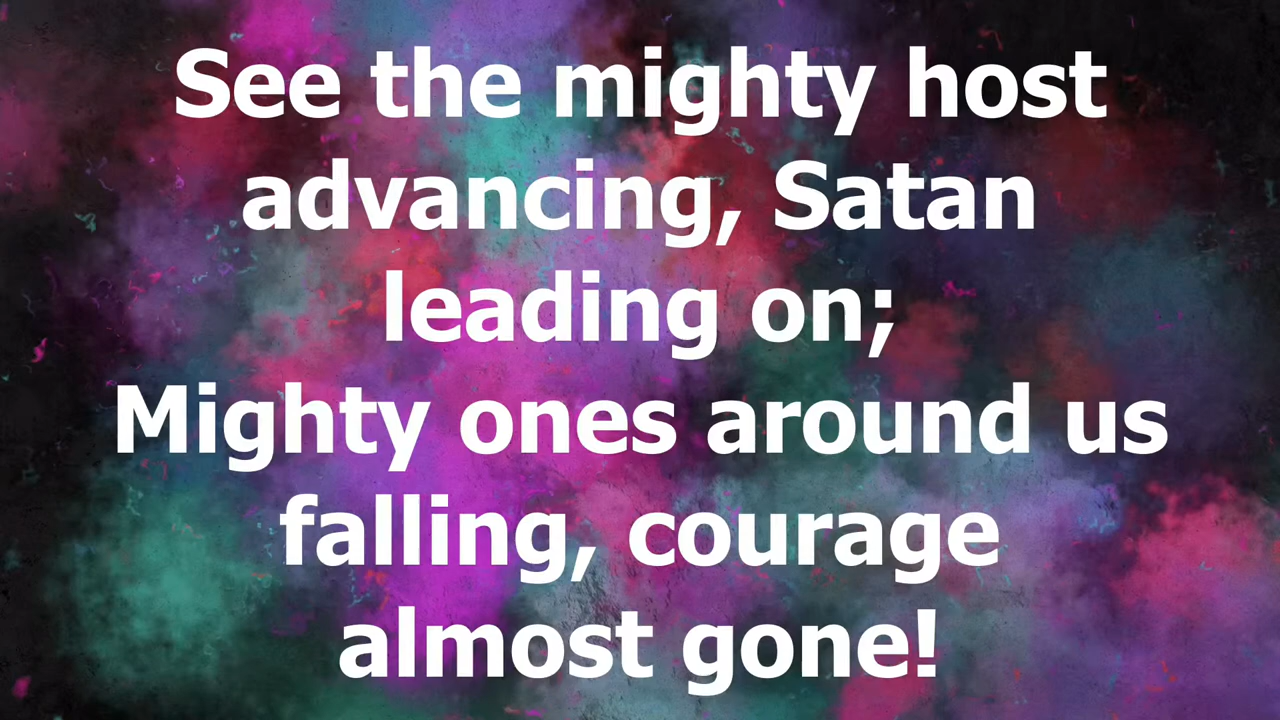 See the mighty host
advancing, Satan
leading on;
Mighty ones around us
falling, courage
almost gone!